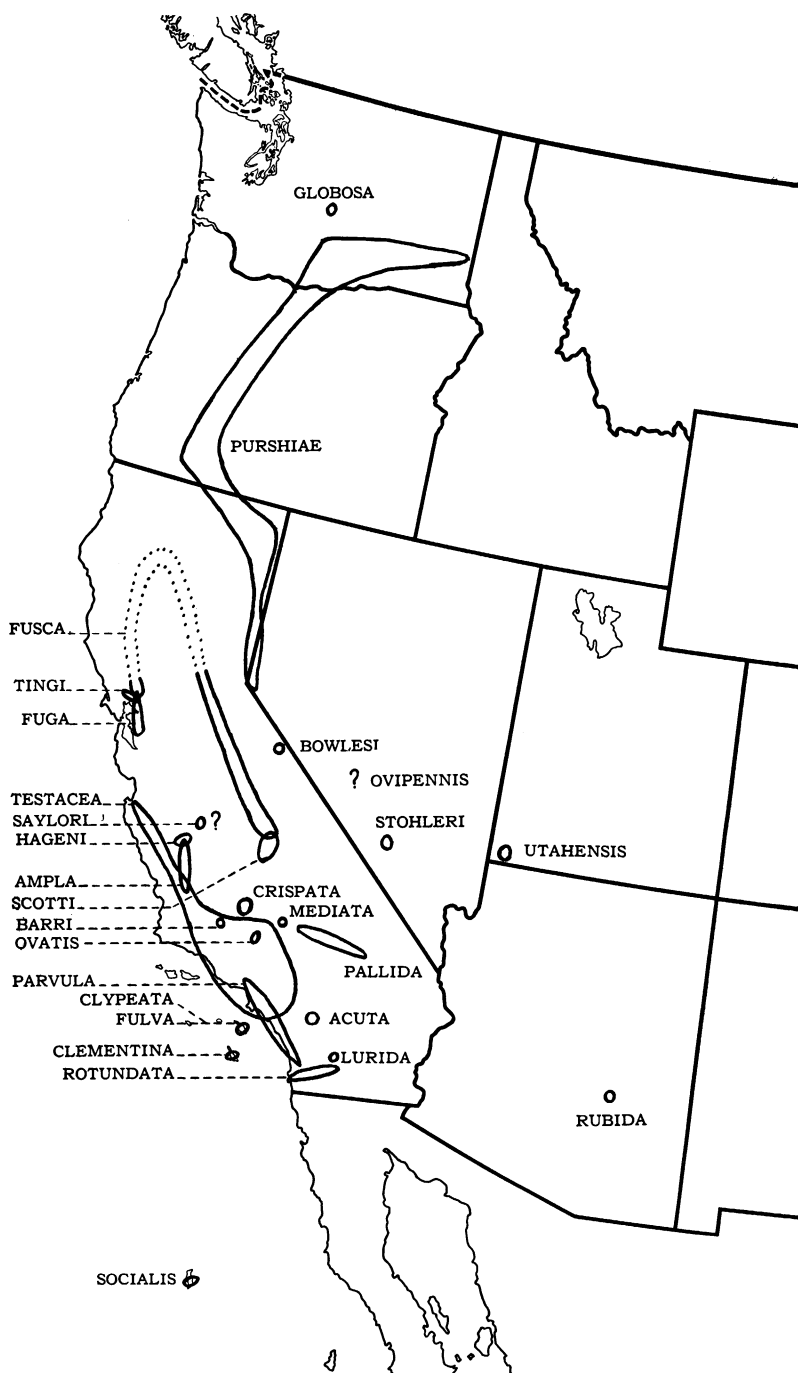 GLOBOSA
PURSHIAE
FUSCA
TINGI
FUGA
BOWLESI
? OVIPENNIS
TESTACEA
SAYLORI ?
STOHLERI
HAGENI
UTAHENSIS
AMPLA
CRISPATA
SCOTTI
MEDIATA
BARRI
OVATIS
PALLIDA
PARVULA
CLYPEATA
FULVA
ACUTA
CLEMENTINA
LURIDA
ROTUNDATA
RUBIDA
SOCIALIS